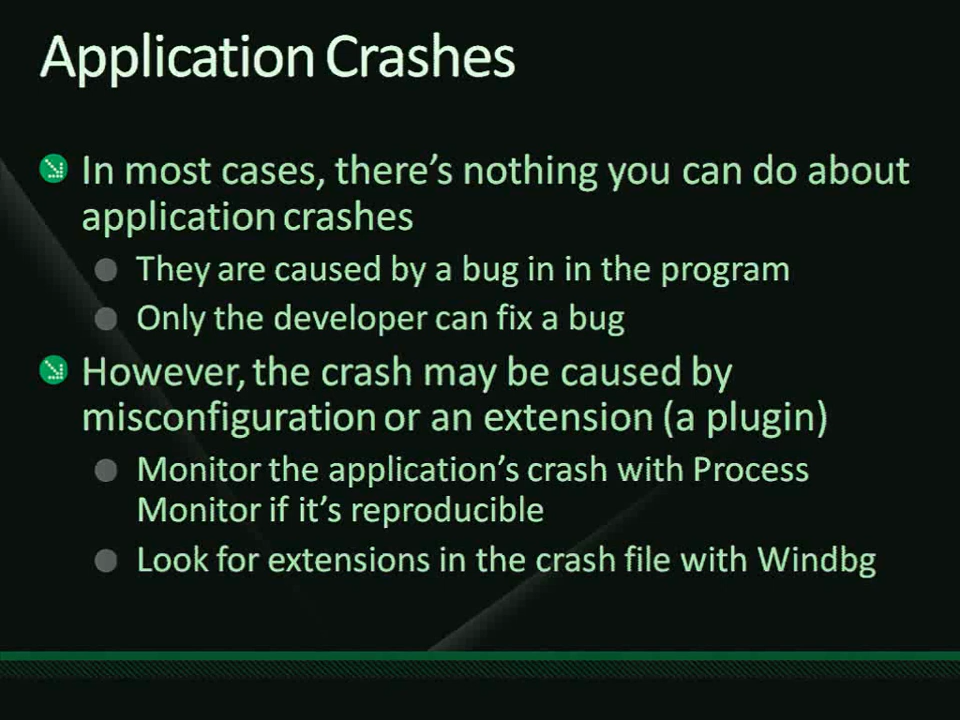 Application Crashes
In most cases, there's nothing you can do about
application crashes
They are caused by a bug in in the program
Only the developer can fix a bug
However, the crash may be caused by
misconfiguration or an extension (a plugin)
Monitor the application's crash with Process
Monitor if it's reproducible
Look for extensions in the crash file with Windbg